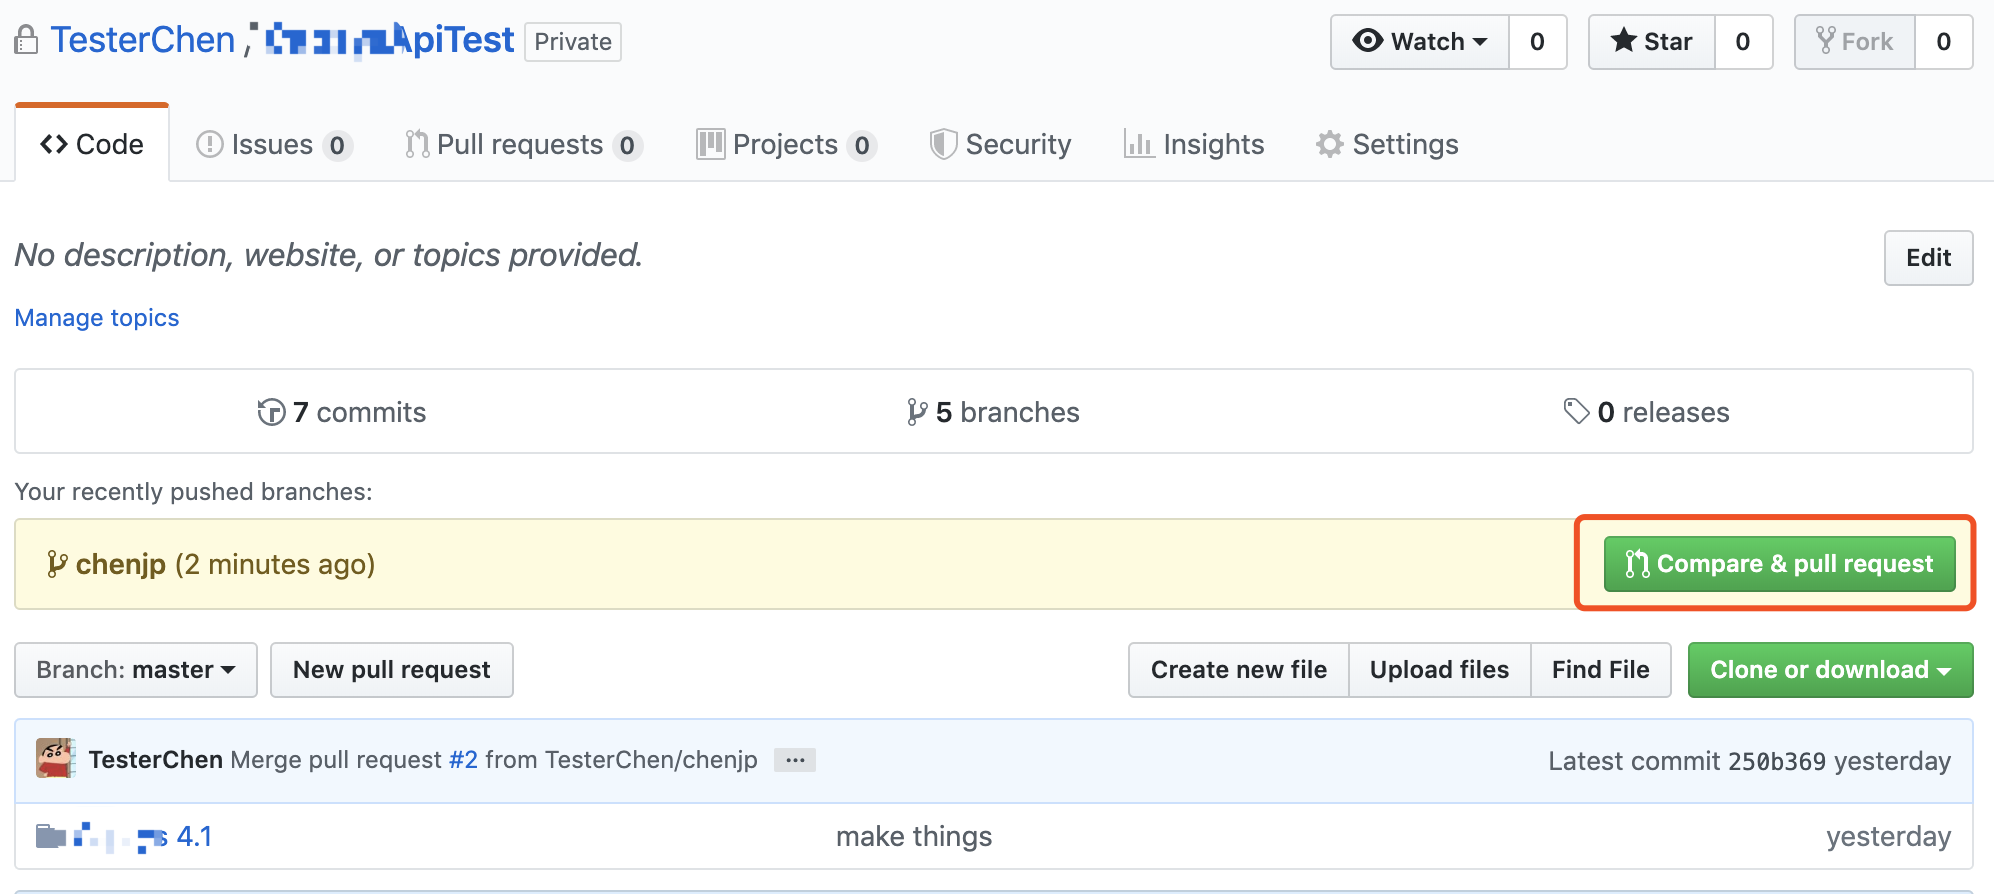 TesterChen / ApiTest Private Watch 0 Star 0 Fork 0
Code Issues 0 Pull requests 0 Projects 0 Security Insights Settings
No description, website, or topics provided. Edit
Manage topics
7 commits 5 branches 0 releases
Your recently pushed branches:
chenjp (2 minutes ago) Compare & pull request
Branch: master New pull request Create new file Upload files Find File Clone or download
TesterChen Merge pull request #2 from TesterChen/chenjp ... Latest commit 250b369 yesterday
4.1 make things yesterday